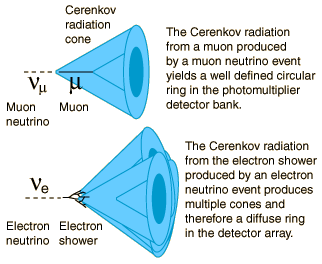 Cerenkov
radiation
cone
The Cerenkov radiation
from a muon produced
by a muon neutrino event
yields a well defined circular
ring in the photomultiplier
detector bank.
νμ
μ
Muon
neutrino
Muon
The Cerenkov radiation
from the electron shower
produced by an electron
neutrino event produces
multiple cones and
therefore a diffuse ring
in the detector array.
νe
Electron
neutrino
Electron
shower